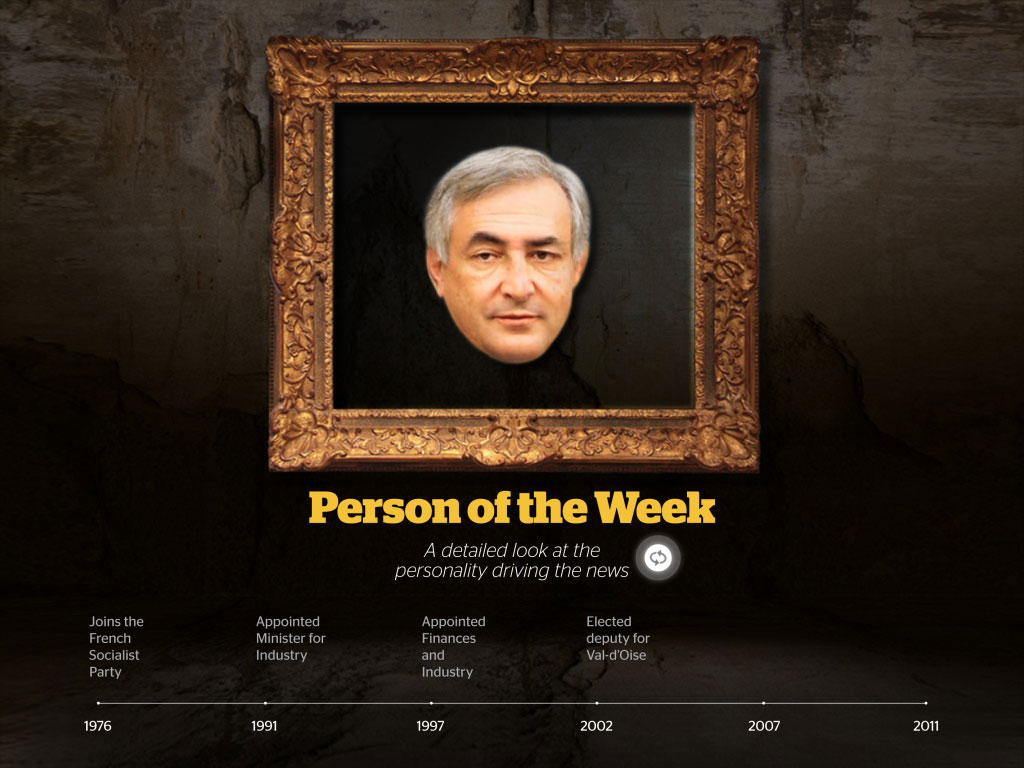 Person of the Week
A detailed look at the
personality driving the news
Joins the
French
Socialist
Party
Appointed
Minister for
Industry
Appointed
Finances
and
Industry
Elected
deputy for
Val-d'Oise
1976
1991
1997
2002
2007
2011